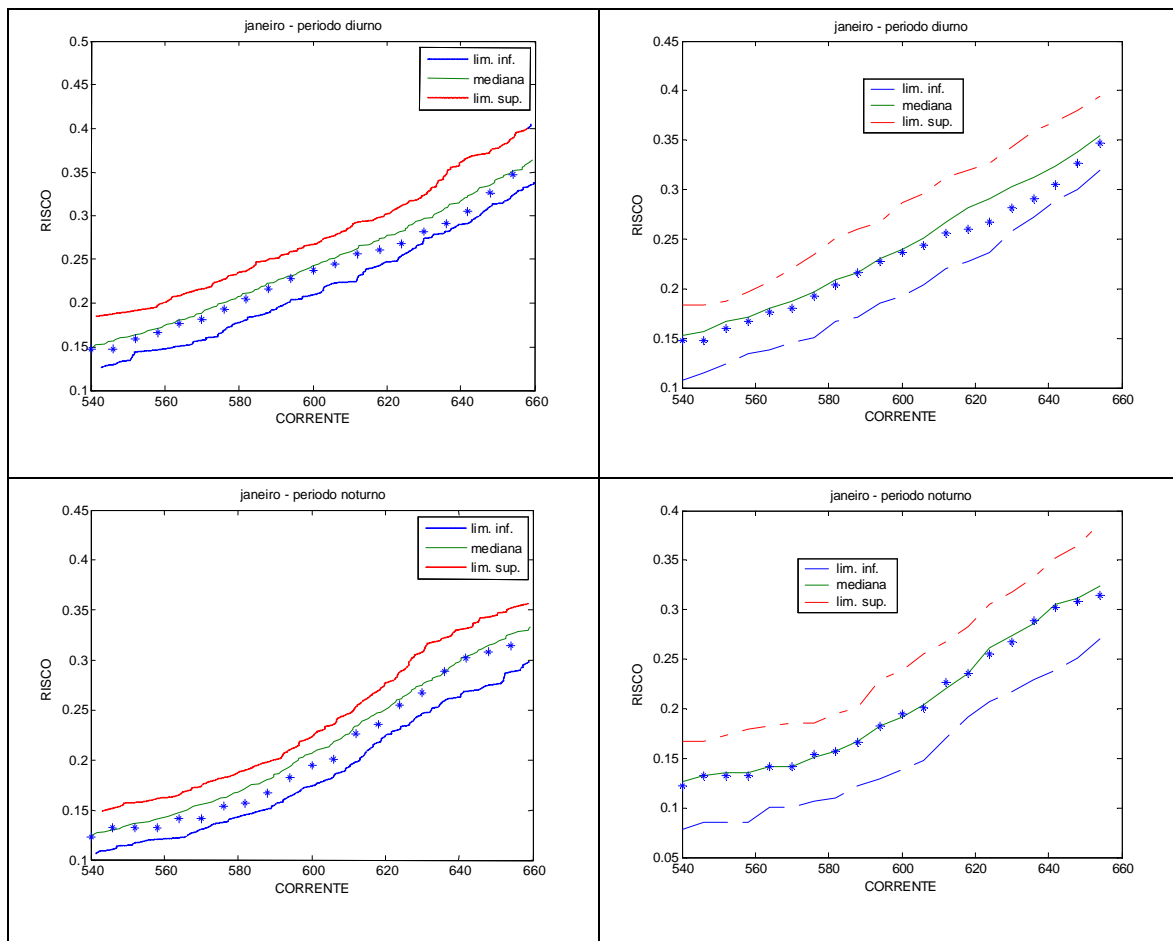 janeiro - periodo diurno
0.5
0.45
0.4
0.35
0.3
0.25
0.2
0.15
0.1
RISCO
lim. inf.
mediana
lim. sup.
540 560 580 600 620 640 660
CORRENTE
janeiro - periodo diurno
0.45
0.4
0.35
0.3
0.25
0.2
0.15
0.1
RISCO
lim. inf.
mediana
lim. sup.
540 560 580 600 620 640 660
CORRENTE
janeiro - periodo noturno
0.45
0.4
0.35
0.3
0.25
0.2
0.15
0.1
RISCO
lim. inf.
mediana
lim. sup.
540 560 580 600 620 640 660
CORRENTE
janeiro - periodo noturno
0.4
0.35
0.3
0.25
0.2
0.15
0.1
0.05
RISCO
lim. inf.
mediana
lim. sup.
540 560 580 600 620 640 660
CORRENTE